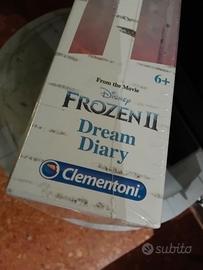 From the Movie
Disney
FROZEN II
6+
Dream
Diary
Clementoni
subito